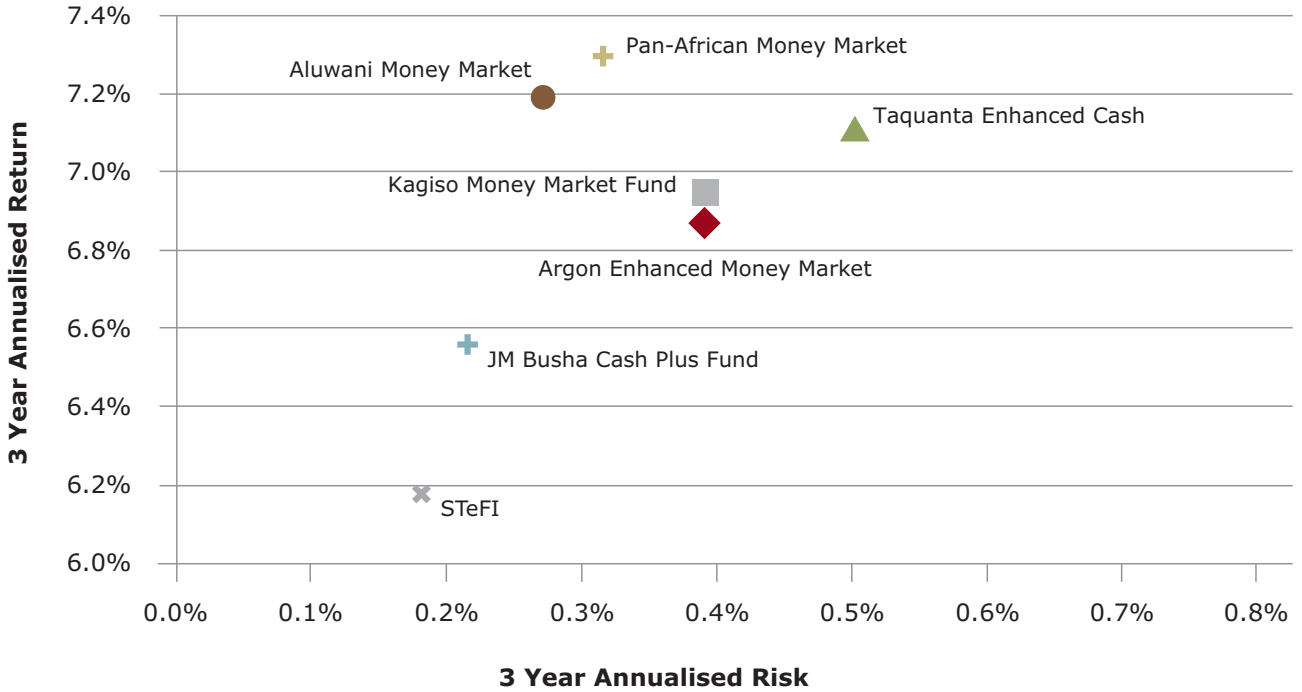 7.4%
Pan-African Money Market
Aluwani Money Market
7.2%
Taquanta Enhanced Cash
7.0%
Kagiso Money Market Fund
6.8%
Argon Enhanced Money Market
6.6%
JM Busha Cash Plus Fund
6.4%
6.2%
STeFI
6.0%
3 Year Annualised Return
0.0% 0.1% 0.2% 0.3% 0.4% 0.5% 0.6% 0.7% 0.8%
3 Year Annualised Risk